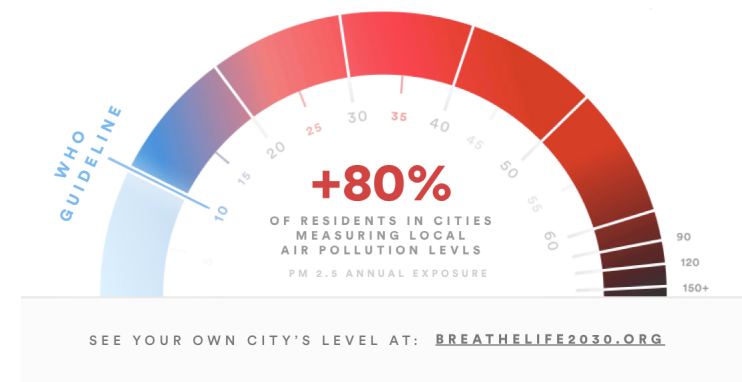 WHO
GUIDELINE
5
10
15
20
25
30
35
40
45
50
55
60
90
120
150+
+80%
OF RESIDENTS IN CITIES
MEASURING LOCAL
AIR POLLUTION LEVLS
PM 2.5 ANNUAL EXPOSURE
SEE YOUR OWN CITY'S LEVEL AT: BREATHELIFE2030.ORG